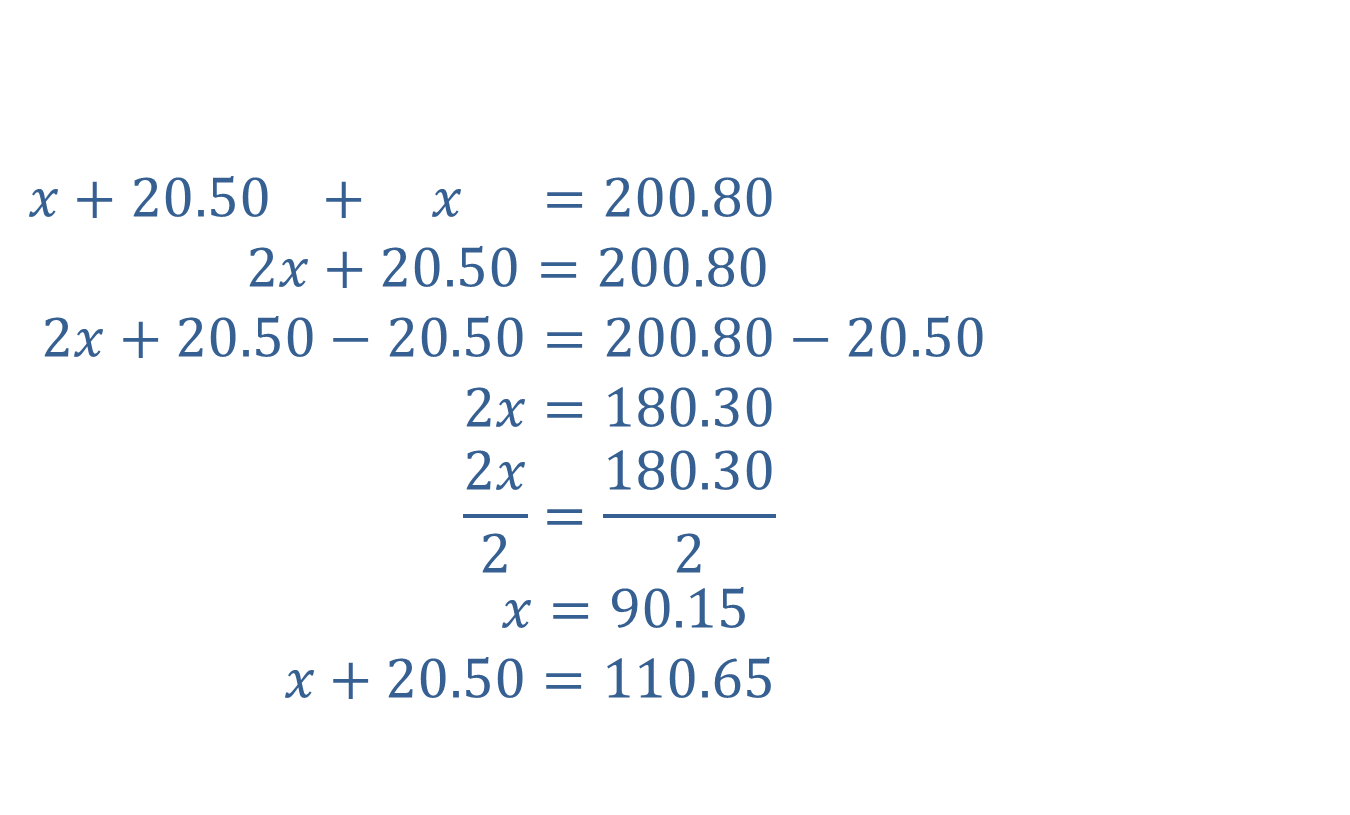 x + 20.50 + x = 200.80
2x + 20.50 = 200.80
2x + 20.50 − 20.50 = 200.80 − 20.50
2x = 180.30
2x/2 = 180.30/2
x = 90.15
x + 20.50 = 110.65